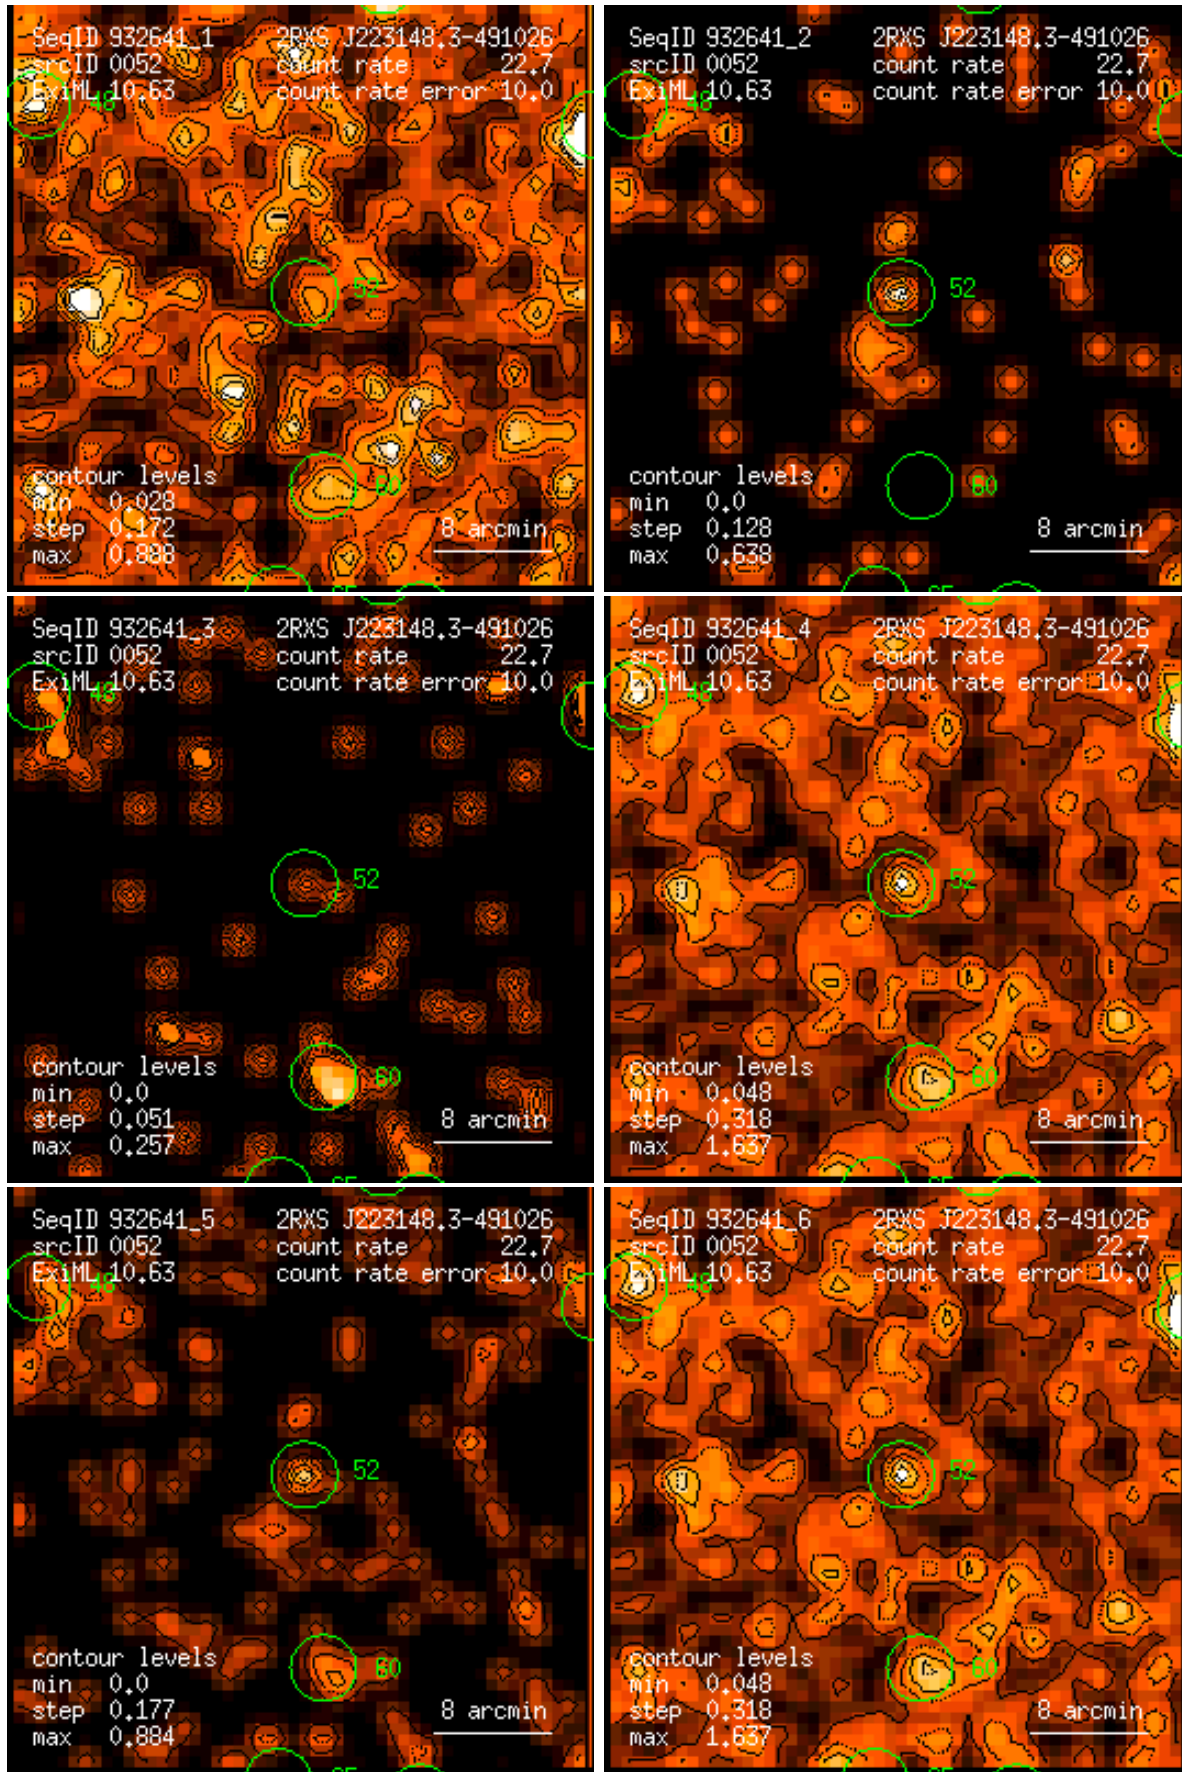 SeqID 932641_1 2RXS J223148.3-491026
srcID 0052 count rate 22.7
ExiML 10.63 count rate error 10.0
48
52
60
contour levels
min 0.028
step 0.172
max 0.888
8 arcmin
SeqID 932641_2 2RXS J223148.3-491026
srcID 0052 count rate 22.7
ExiML 10.63 count rate error 10.0
48
52
60
contour levels
min 0.0
step 0.128
max 0.638
8 arcmin
SeqID 932641_3 2RXS J223148.3-491026
srcID 0052 count rate 22.7
ExiML 10.63 count rate error 10.0
48
52
60
contour levels
min 0.0
step 0.051
max 0.257
8 arcmin
SeqID 932641_4 2RXS J223148.3-491026
srcID 0052 count rate 22.7
ExiML 10.63 count rate error 10.0
48
52
60
contour levels
min 0.048
step 0.318
max 1.637
8 arcmin
SeqID 932641_5 2RXS J223148.3-491026
srcID 0052 count rate 22.7
ExiML 10.63 count rate error 10.0
48
52
60
contour levels
min 0.0
step 0.177
max 0.884
8 arcmin
SeqID 932641_6 2RXS J223148.3-491026
srcID 0052 count rate 22.7
ExiML 10.63 count rate error 10.0
48
52
60
contour levels
min 0.048
step 0.318
max 1.637
8 arcmin